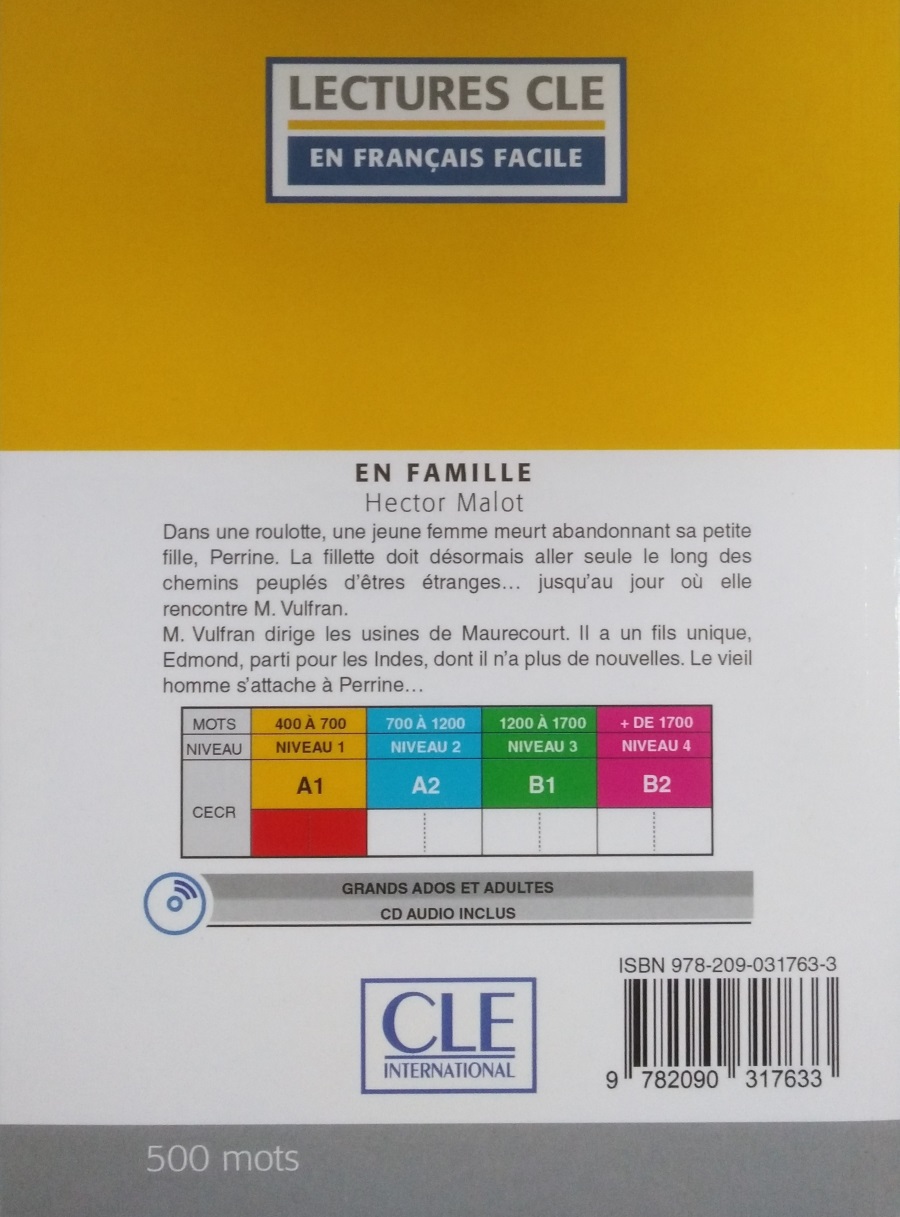 LECTURES CLE
EN FRANÇAIS FACILE
EN FAMILLE
Hector Malot
Dans une roulotte, une jeune femme meurt abandonnant sa petite
fille, Perrine. La fillette doit désormais aller seule le long des
chemins peuplés d'êtres étranges... jusqu'au jour où elle
rencontre M. Vulfran.
M. Vulfran dirige les usines de Maurecourt. Il a un fils unique,
Edmond, parti pour les Indes, dont il n'a plus de nouvelles. Le vieil
homme s'attache à Perrine...
MOTS 400 À 700 700 À 1200 1200 À 1700 + DE 1700
NIVEAU NIVEAU 1 NIVEAU 2 NIVEAU 3 NIVEAU 4
CECR A1 A2 B1 B2
GRANDS ADOS ET ADULTES
CD AUDIO INCLUS
ISBN 978-209-031763-3
9 782090 317633
CLE
INTERNATIONAL
500 mots